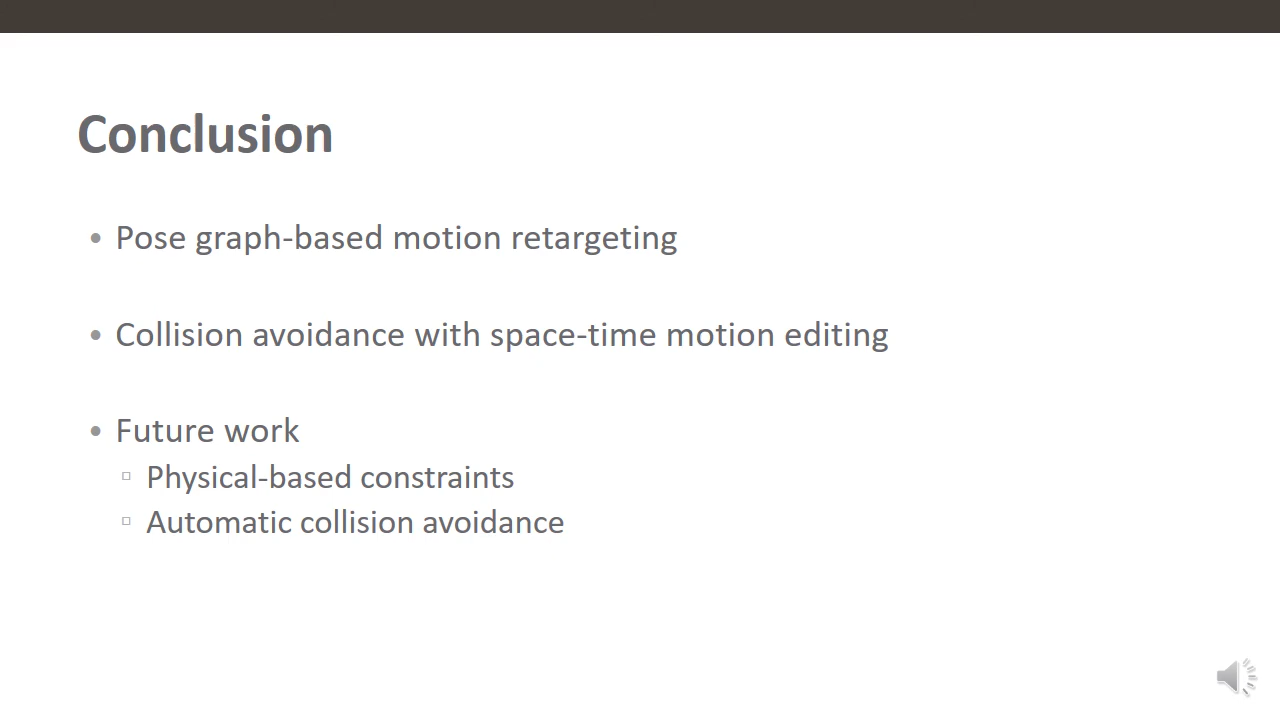 Conclusion
• Pose graph-based motion retargeting
• Collision avoidance with space-time motion editing
• Future work
▫ Physical-based constraints
▫ Automatic collision avoidance